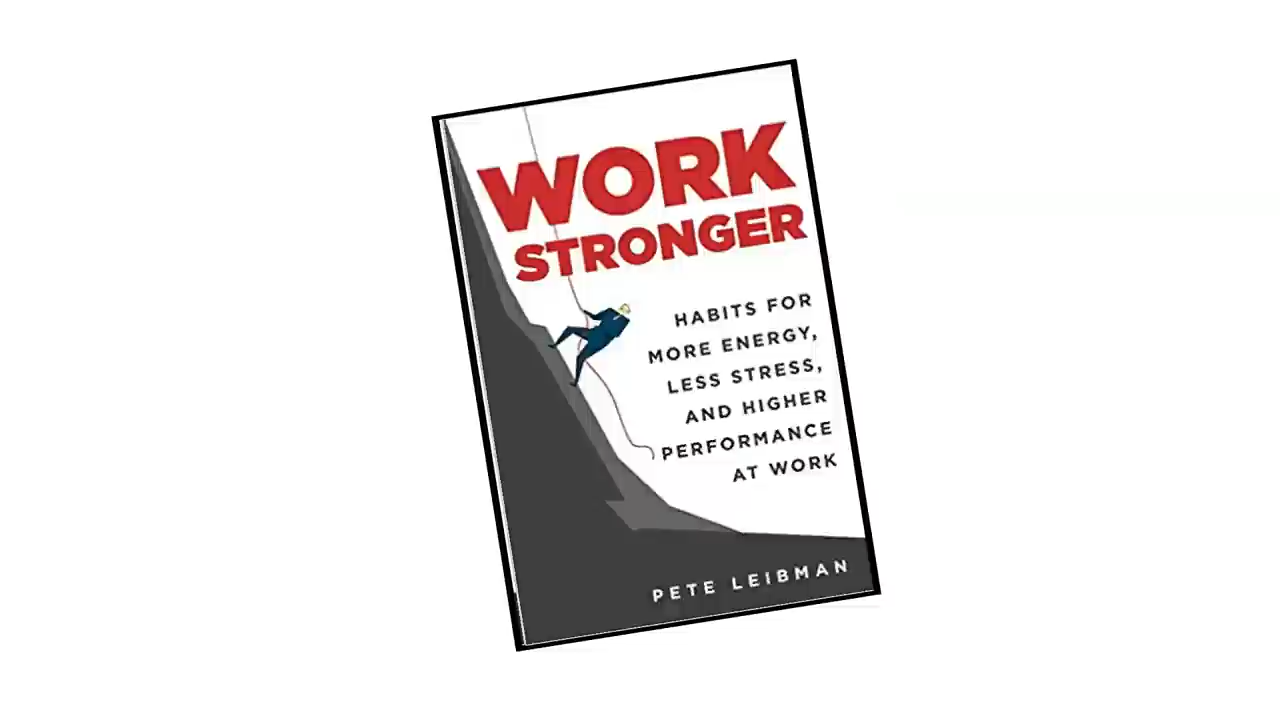 WORK
STRONGER
HABITS FOR
MORE ENERGY,
LESS STRESS,
AND HIGHER
PERFORMANCE
AT WORK
PETE LEIBMAN